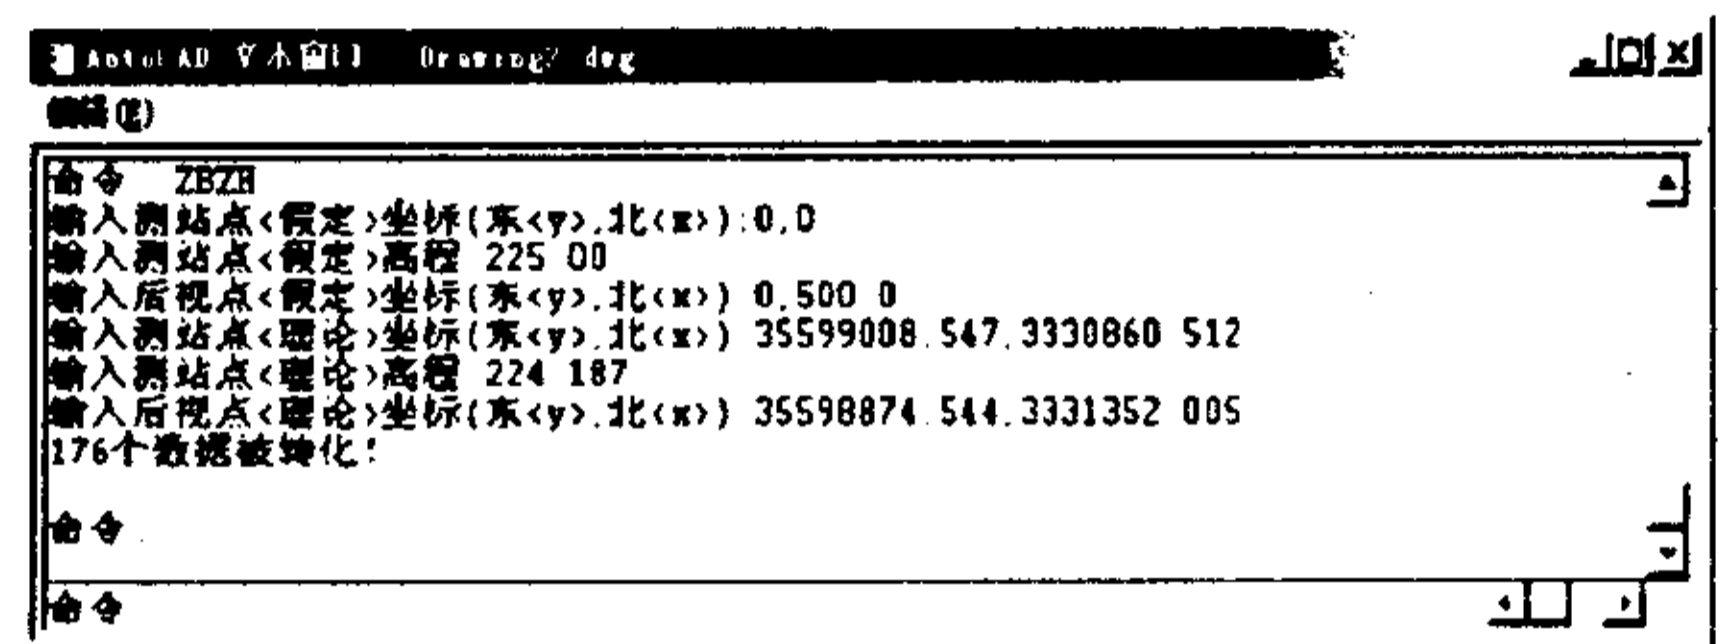 AutoCAD 文本窗口 Drawing2 dwg
编辑(E)
命令 ZBZH
输入测站点<假定>坐标(东<y>,北<x>):0,0
输入测站点<假定>高程 225 00
输入后视点<假定>坐标(东<y>,北<x>) 0,500 0
输入测站点<理论>坐标(东<y>,北<x>) 35599008.547,3330860 512
输入测站点<理论>高程 224 187
输入后视点<理论>坐标(东<y>,北<x>) 35598874.544,3331352 005
176个数据被转化!
命令
命令